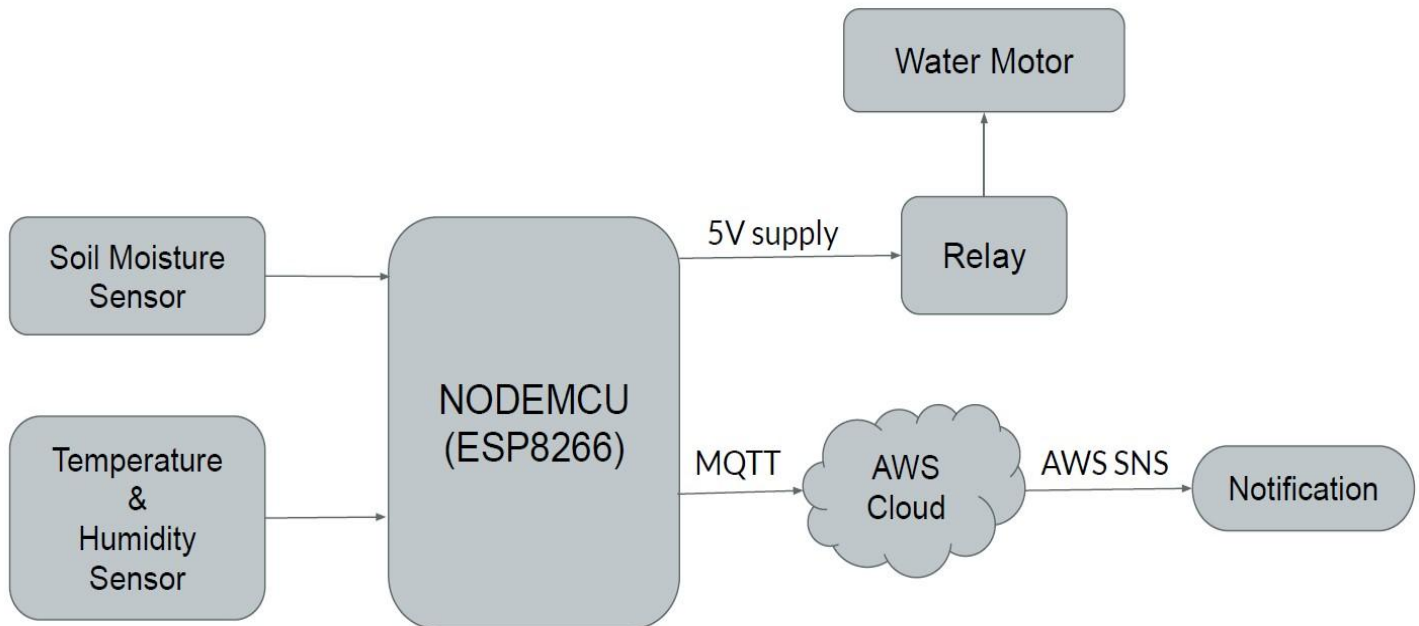 Water Motor
Soil Moisture
Sensor
5V supply
Relay
NODEMCU
(ESP8266)
Temperature
&
Humidity
Sensor
MQTT
AWS
Cloud
AWS SNS
Notification